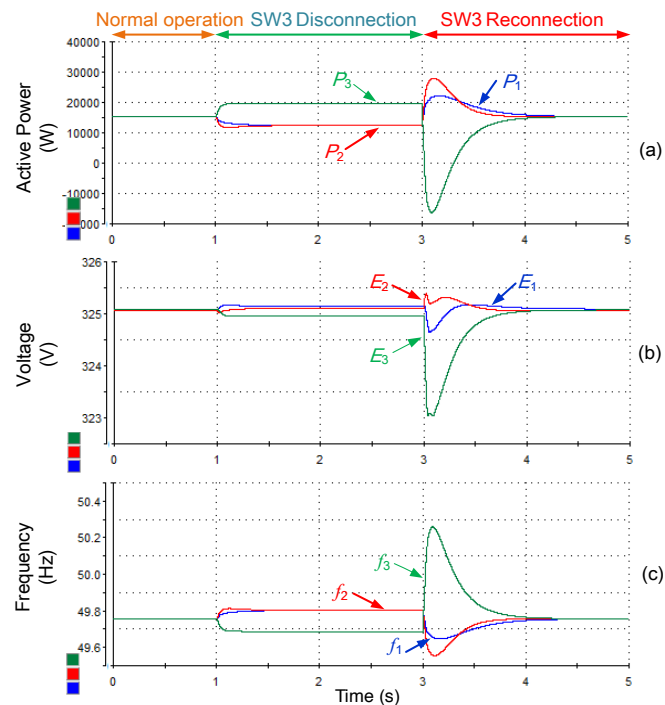 Normal operation SW3 Disconnection SW3 Reconnection
Active Power
(W)
40000
30000
20000
10000
0
-10000
P3
P2
P1
(a)
0 1 2 3 4 5
Voltage
(V)
326
325
324
323
E2
E1
E3
(b)
0 1 2 3 4 5
Frequency
(Hz)
50.4
50.2
50.0
49.8
49.6
f3
f2
f1
(c)
0 1 2 3 4 5
Time (s)